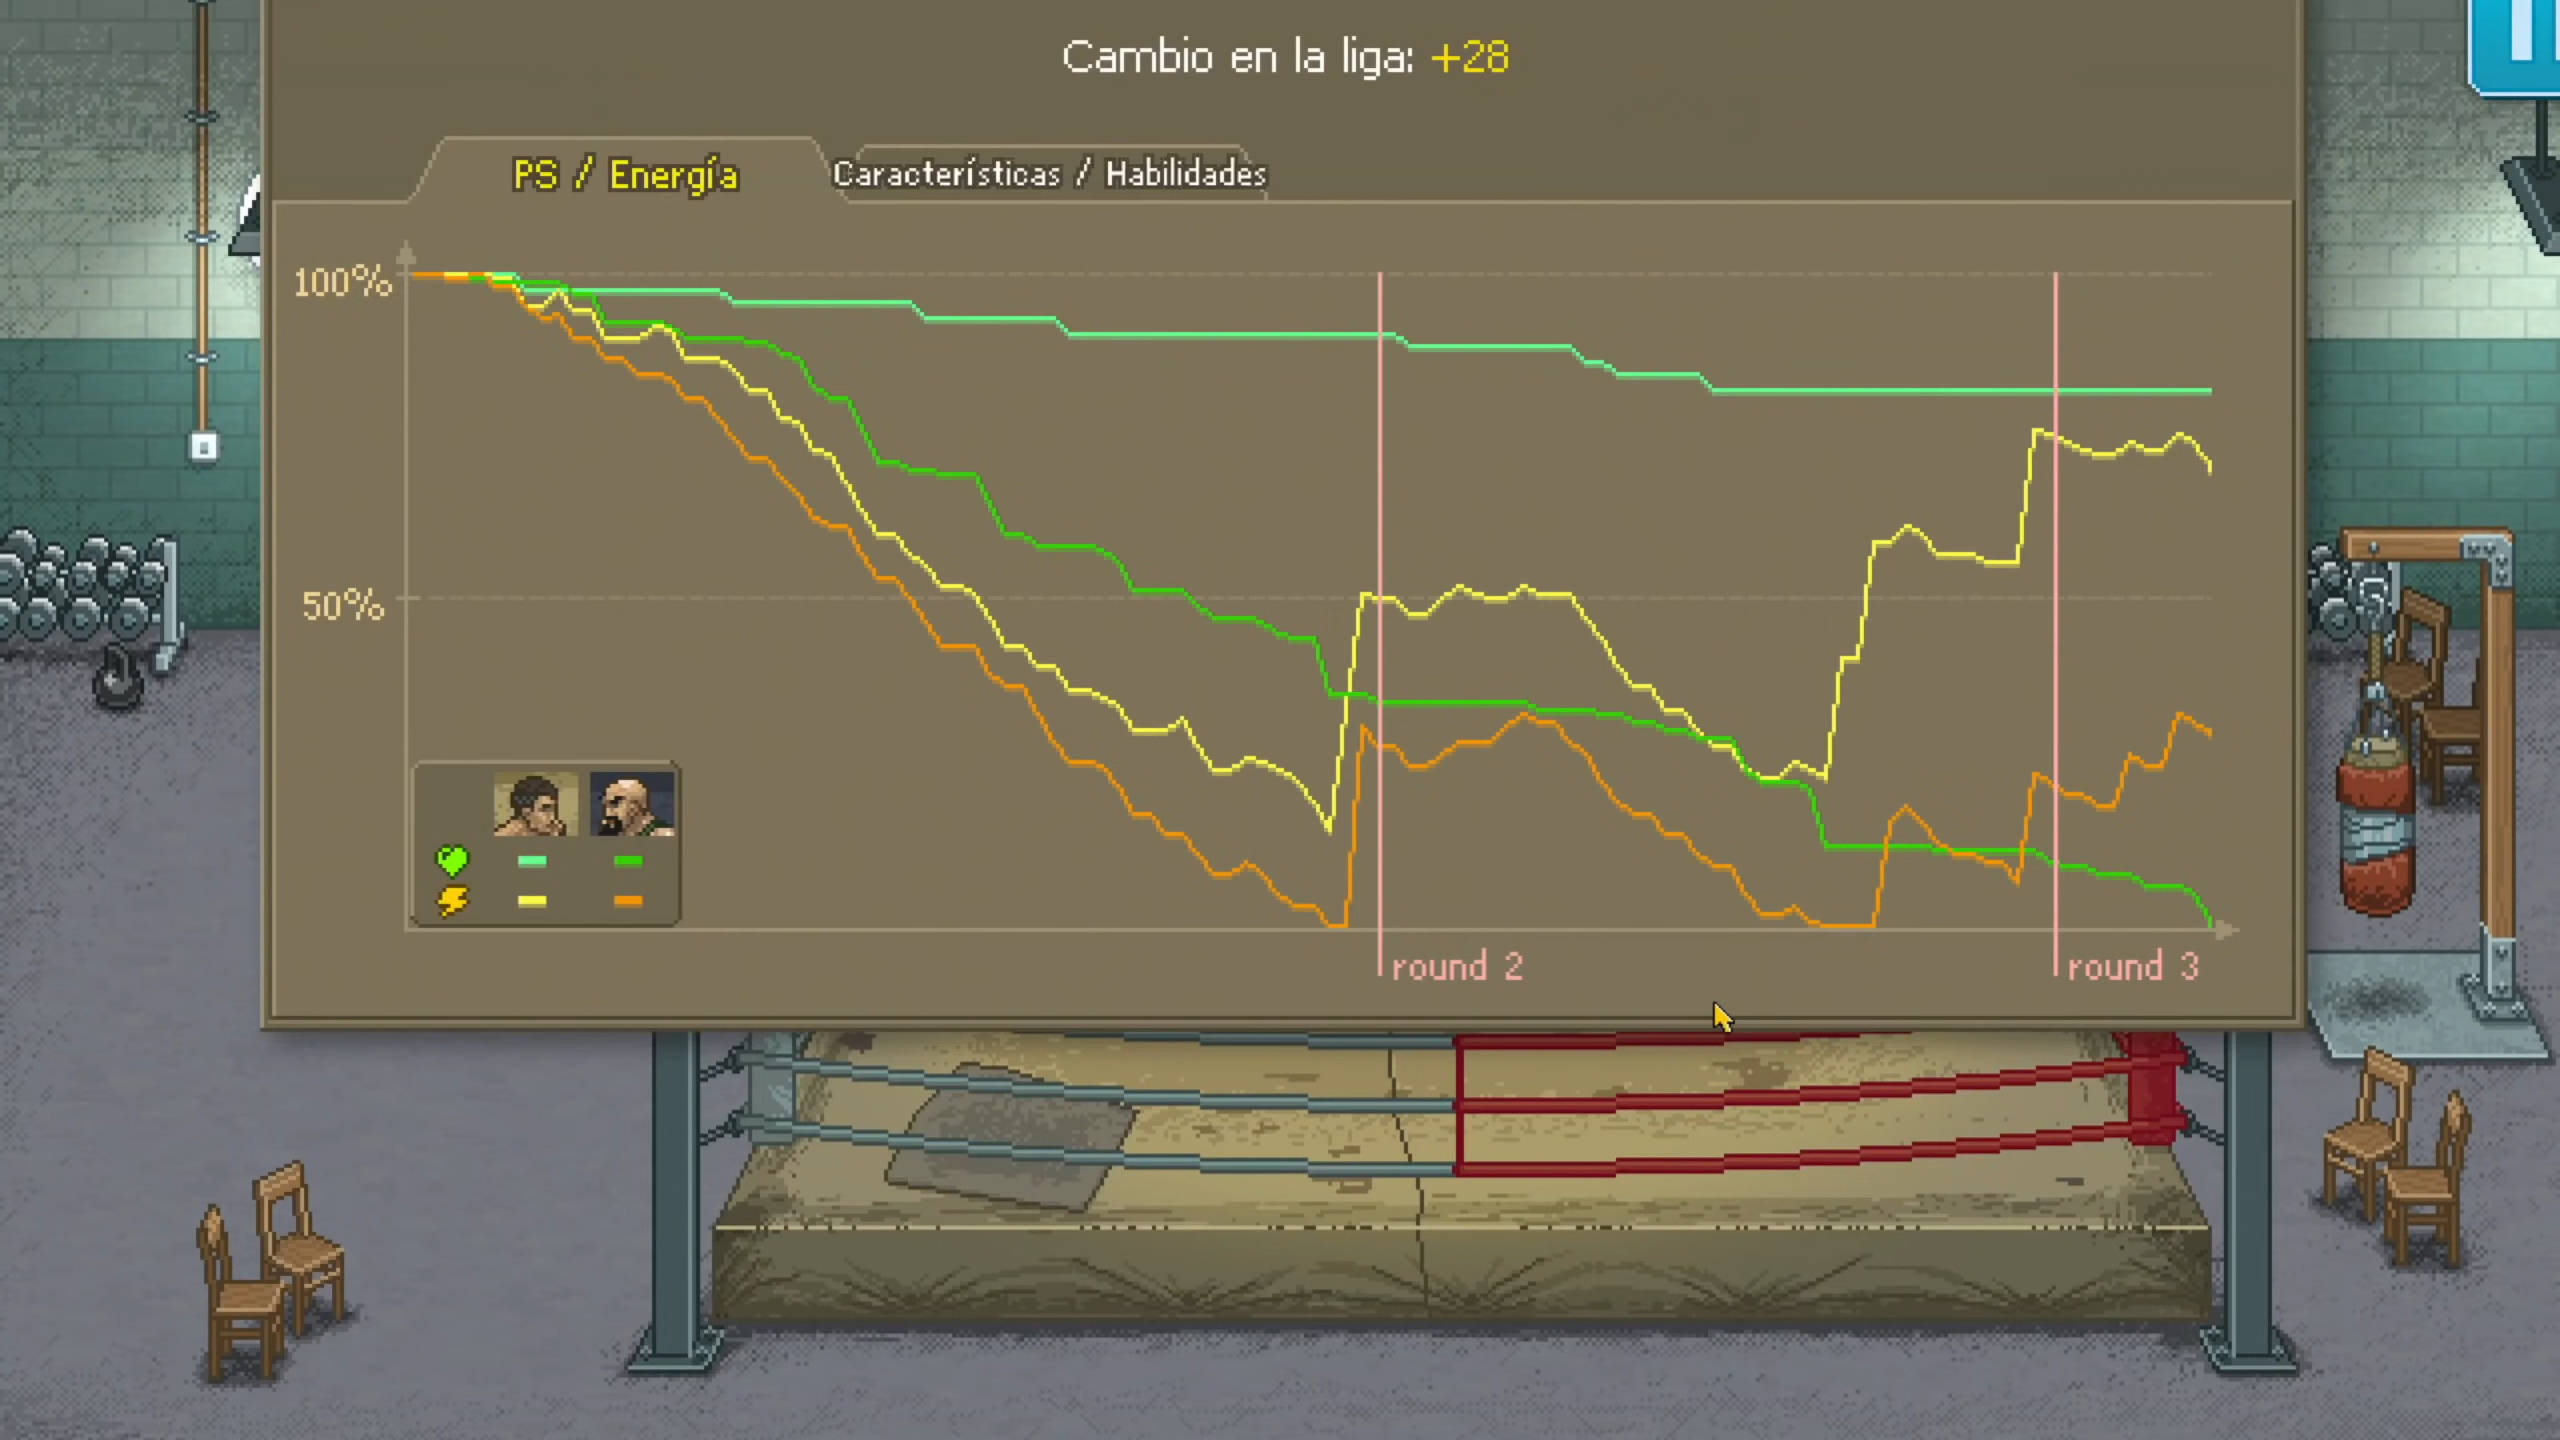 Cambio en la liga: +28
PS / Energía
Características / Habilidades
100%
50%
round 2
round 3